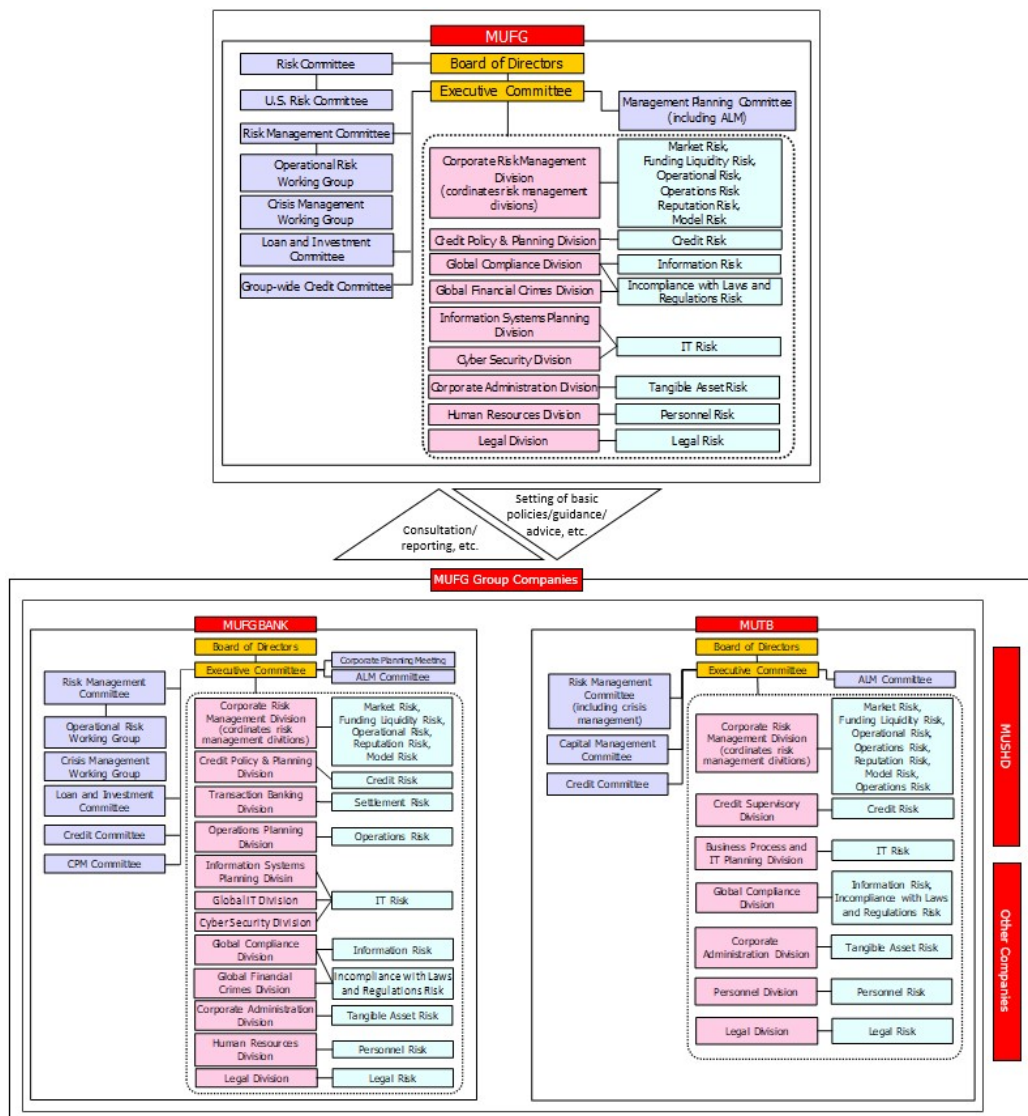 MUFG
Board of Directors
Executive Committee
Risk Committee
U.S. Risk Committee
Risk Management Committee
Operational Risk
Working Group
Crisis Management
Working Group
Loan and Investment
Committee
Group-wide Credit Committee
Management Planning Committee
(including ALM)
Corporate Risk Management
Division
(cordinates risk management
divisions)
Market Risk,
Funding Liquidity Risk,
Operational Risk,
Operations Risk
Reputation Risk,
Model Risk
Credit Policy & Planning Division
Credit Risk
Global Compliance Division
Information Risk
Global Financial Crimes Division
Incompliance with Laws and
Regulations Risk
Information Systems Planning
Division
Cyber Security Division
IT Risk
Corporate Administration Division
Tangible Asset Risk
Human Resources Division
Personnel Risk
Legal Division
Legal Risk
Consultation/
reporting, etc.
Setting of basic
policies/guidance/
advice, etc.
MUFG Group Companies
MUFG BANK
Board of Directors
Executive Committee
Corporate Planning Meeting
ALM Committee
Risk Management
Committee
Operational Risk
Working Group
Crisis Management
Working Group
Loan and Investment
Committee
Credit Committee
CPM Committee
Corporate Risk
Management Division
(cordinates risk
management divitions)
Market Risk,
Funding Liquidity Risk,
Operational Risk,
Reputation Risk,
Model Risk
Credit Policy & Planning
Division
Credit Risk
Transaction Banking
Division
Settlement Risk
Operations Planning
Division
Operations Risk
Information Systems
Planning Divisin
Global IT Division
Cyber Security Division
IT Risk
Global Compliance
Division
Information Risk
Global Financial
Crimes Division
Incompliance with Laws
and Regulations Risk
Corporate Administration
Division
Tangible Asset Risk
Human Resources
Division
Personnel Risk
Legal Division
Legal Risk
MUTB
Board of Directors
Executive Committee
ALM Committee
Risk Management
Committee
(including crisis
management)
Capital Management
Committee
Credit Committee
Corporate Risk
Management Division
(cordinates risk
management divitions)
Market Risk,
Funding Liquidity Risk,
Operational Risk,
Operations Risk,
Reputation Risk,
Model Risk,
Operations Risk
Credit Supervisory
Division
Credit Risk
Business Process and
IT Planning Division
IT Risk
Global Compliance
Division
Information Risk,
Incompliance with Laws
and Regulations Risk
Corporate
Administration Division
Tangible Asset Risk
Personnel Division
Personnel Risk
Legal Division
Legal Risk
MUSHD
Other Companies